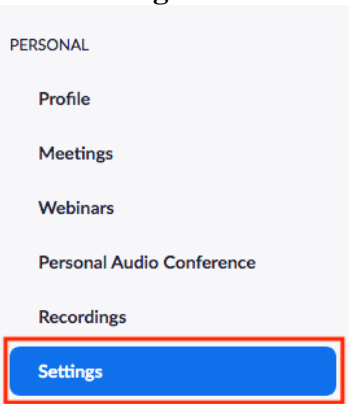 PERSONAL
Profile
Meetings
Webinars
Personal Audio Conference
Recordings
Settings